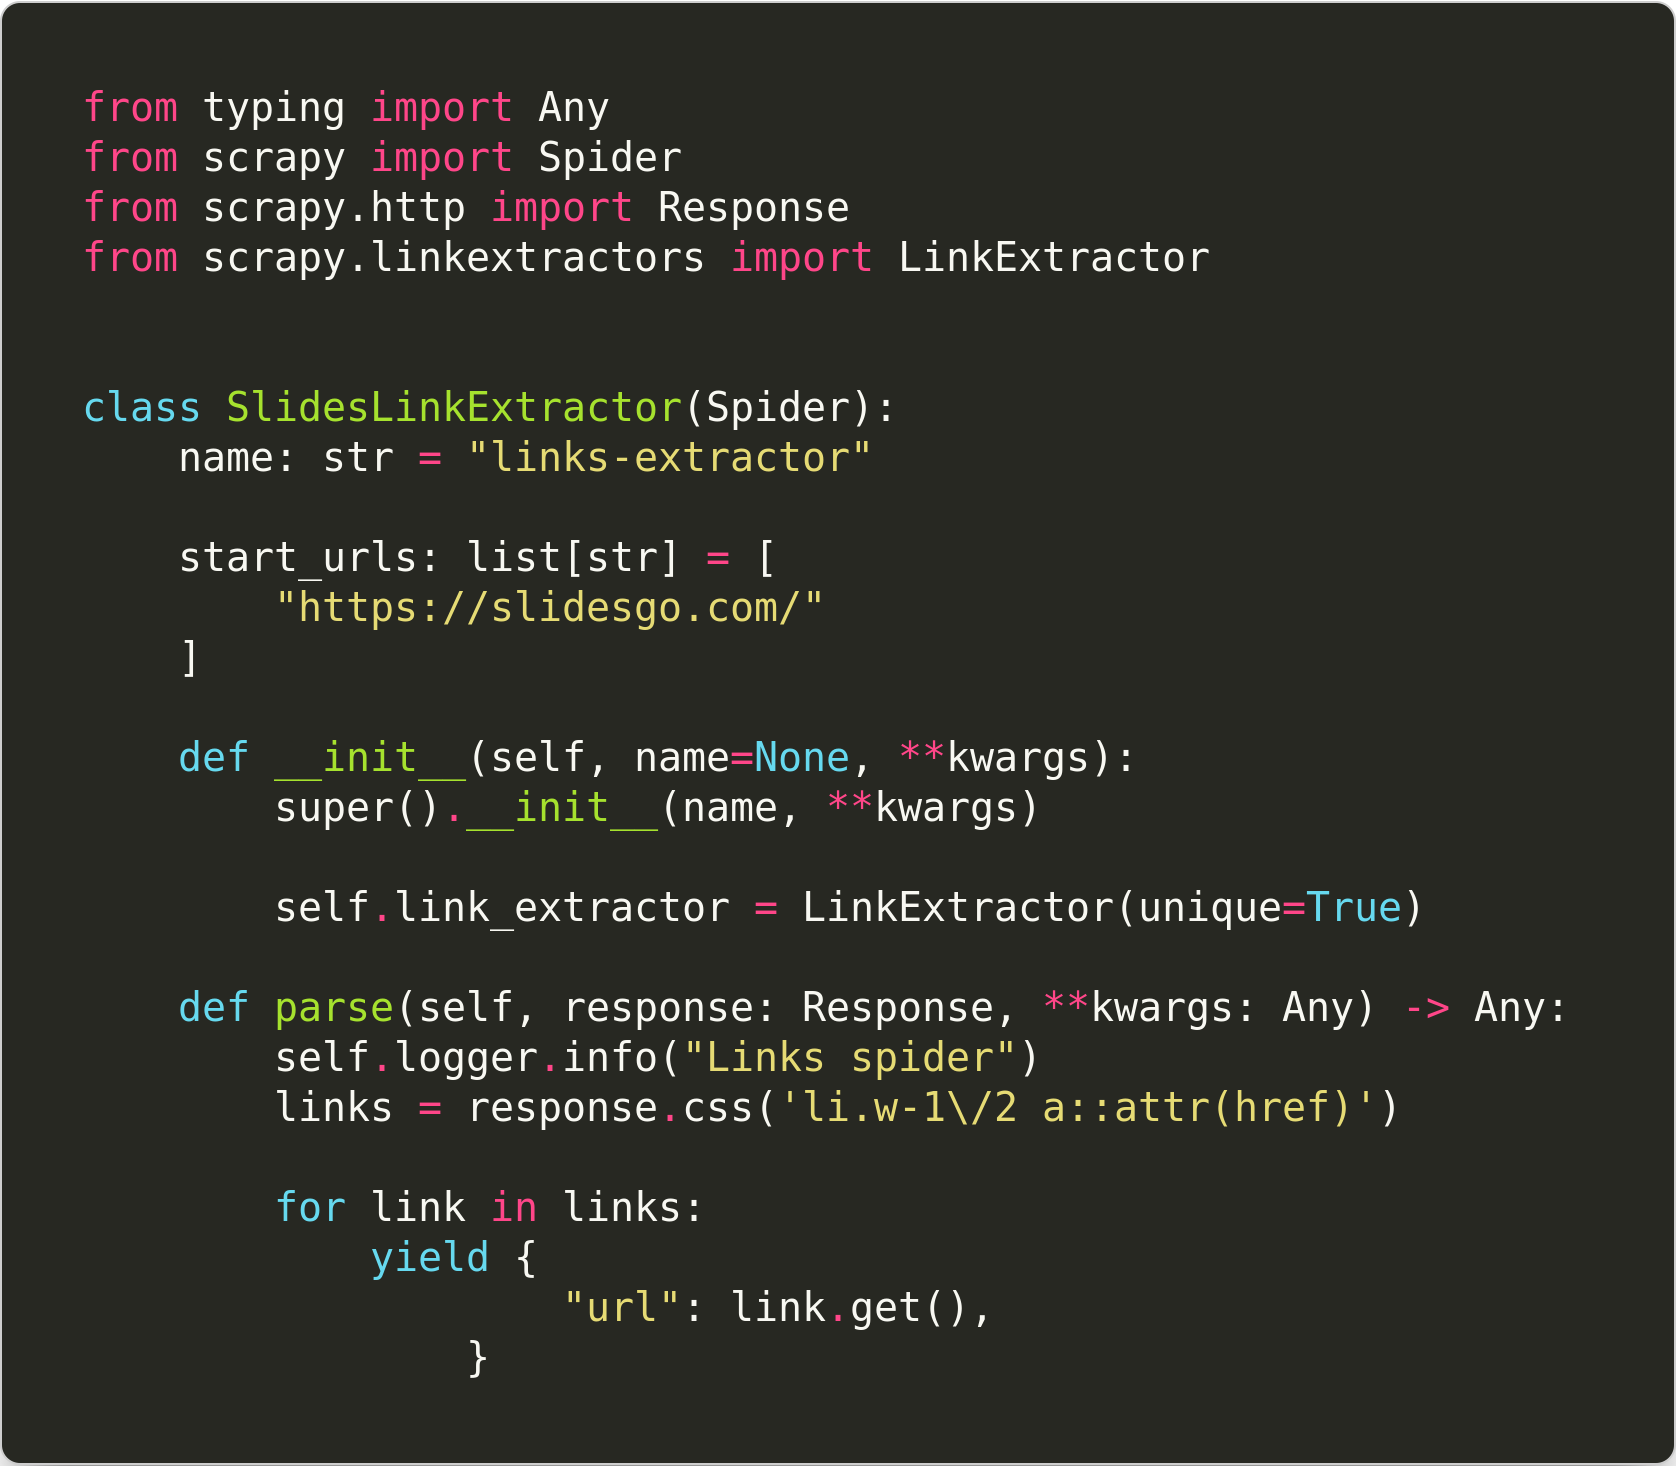 from typing import Any
from scrapy import Spider
from scrapy.http import Response
from scrapy.linkextractors import LinkExtractor


class SlidesLinkExtractor(Spider):
    name: str = "links-extractor"

    start_urls: list[str] = [
        "https://slidesgo.com/"
    ]

    def __init__(self, name=None, **kwargs):
        super().__init__(name, **kwargs)

        self.link_extractor = LinkExtractor(unique=True)

    def parse(self, response: Response, **kwargs: Any) -> Any:
        self.logger.info("Links spider")
        links = response.css('li.w-1\/2 a::attr(href)')

        for link in links:
            yield {
                    "url": link.get(),
                }